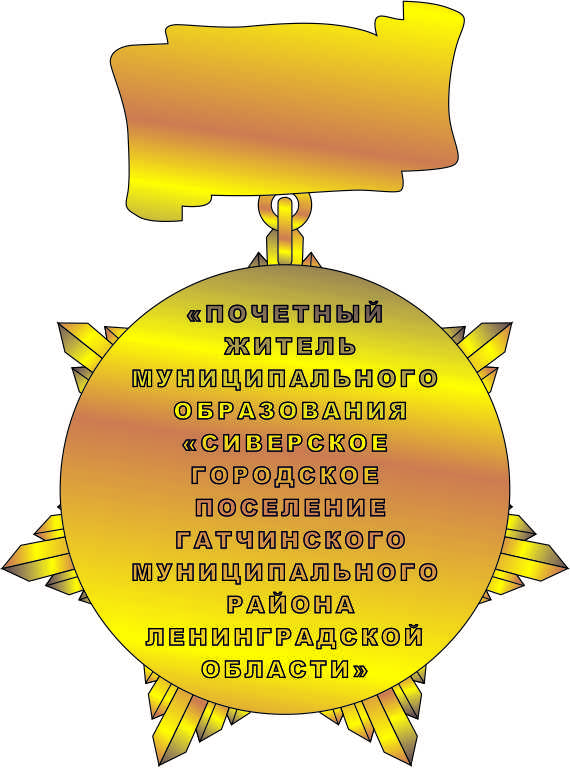 «ПОЧЕТНЫЙ
ЖИТЕЛЬ
МУНИЦИПАЛЬНОГО
ОБРАЗОВАНИЯ
«СИВЕРСКОЕ
ГОРОДСКОЕ
ПОСЕЛЕНИЕ
ГАТЧИНСКОГО
МУНИЦИПАЛЬНОГО
РАЙОНА
ЛЕНИНГРАДСКОЙ
ОБЛАСТИ»